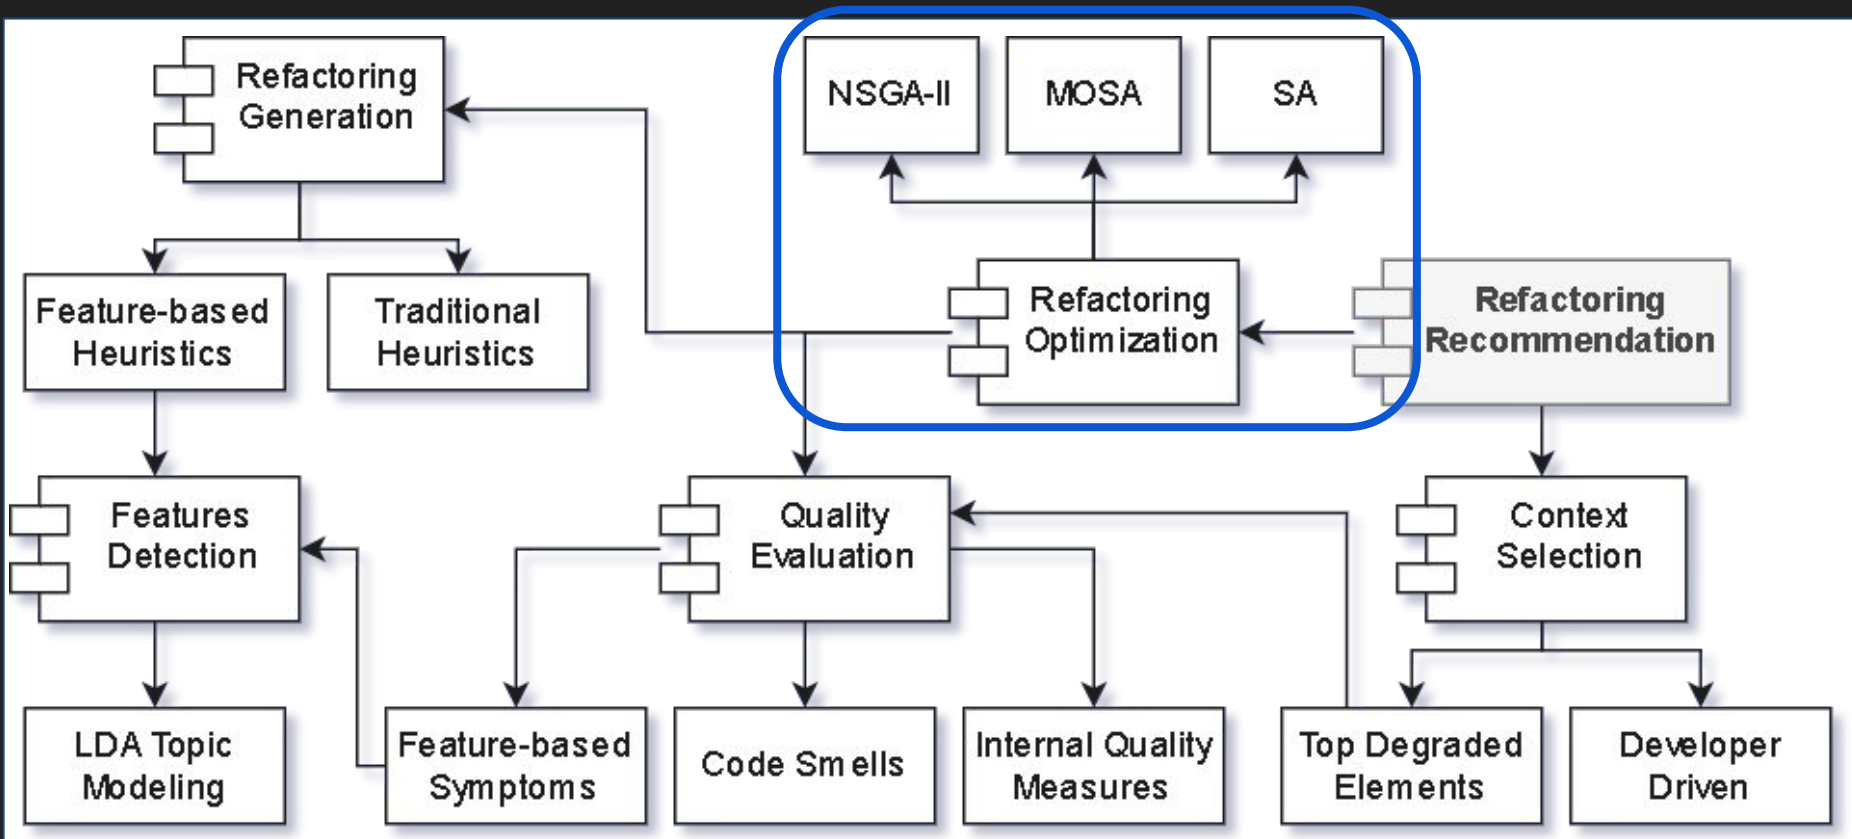 Refactoring
Generation
NSGA-II
MOSA
SA
Feature-based
Heuristics
Traditional
Heuristics
Refactoring
Optimization
Refactoring
Recommendation
Features
Detection
Quality
Evaluation
Context
Selection
LDA Topic
Modeling
Feature-based
Symptoms
Code Smells
Internal Quality
Measures
Top Degraded
Elements
Developer
Driven